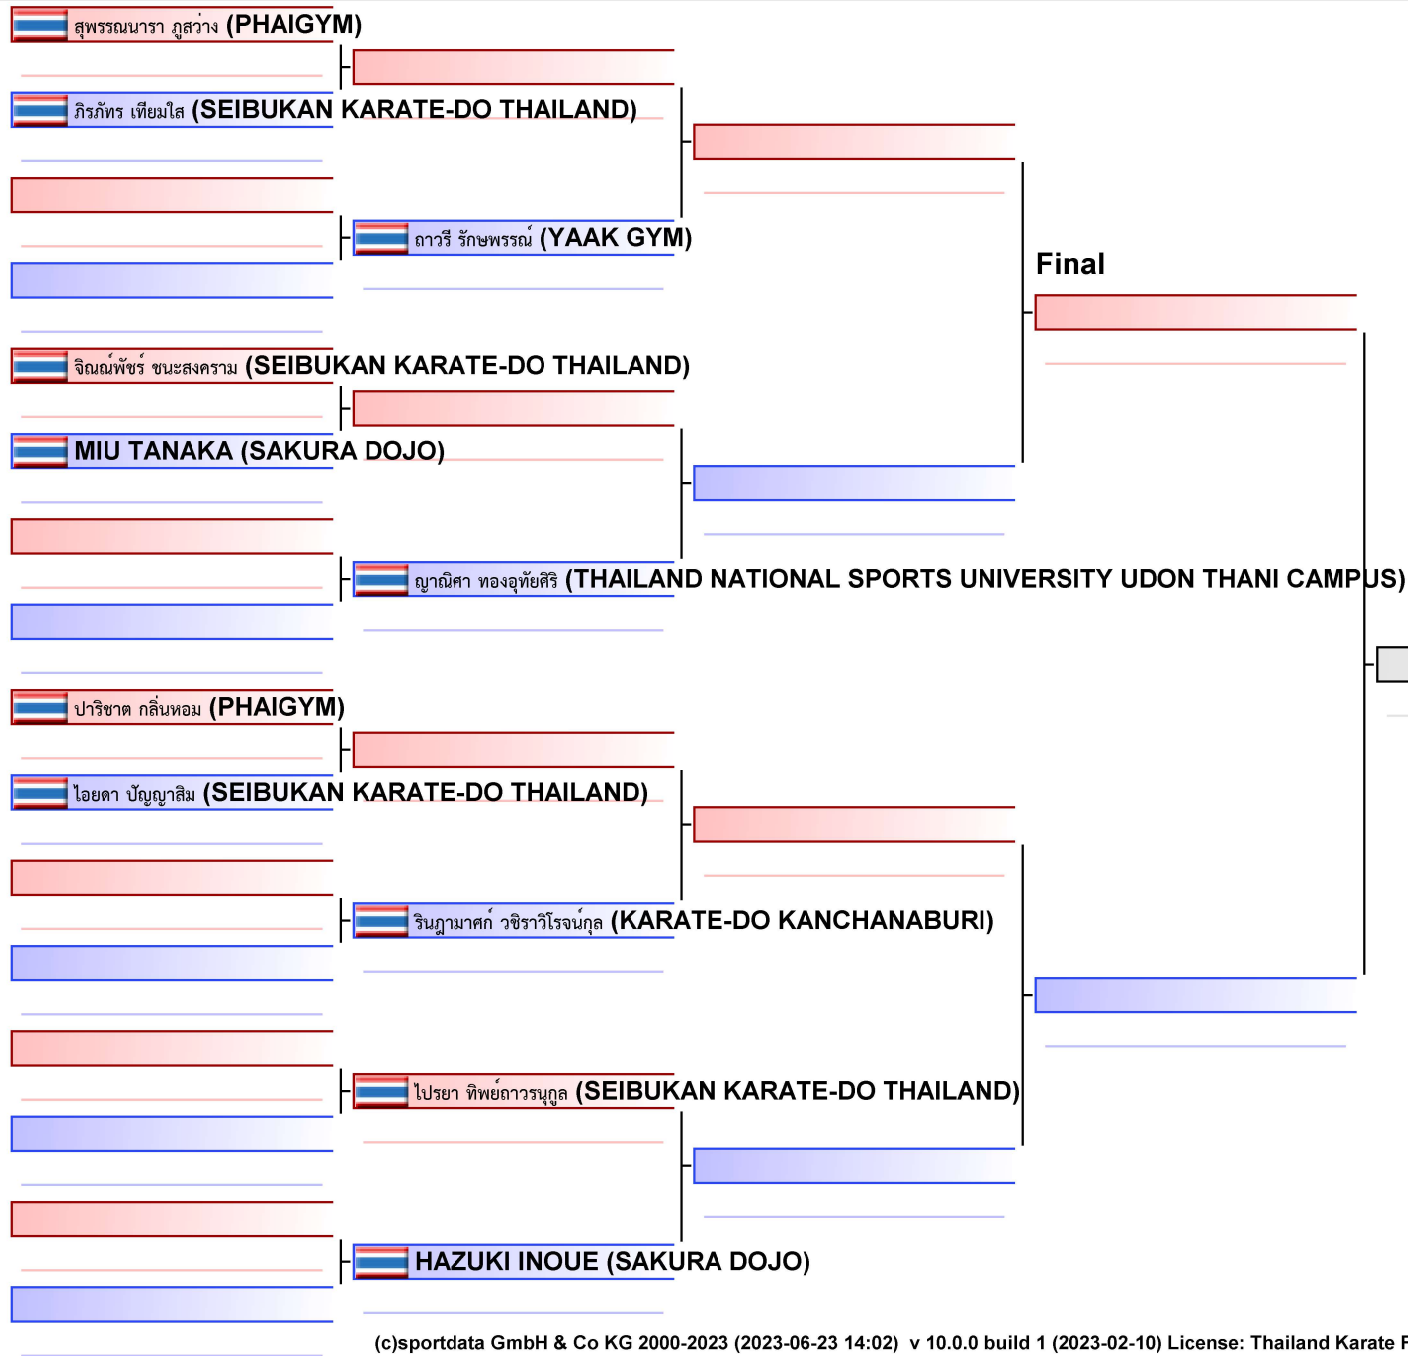 สุพรรณนารา ภูสว่าง (PHAIGYM)
ภิรภัทร เทียมใส (SEIBUKAN KARATE-DO THAILAND)
ถาวรี รักษพรรณ์ (YAAK GYM)
Final
จิณณ์พัชร์ ชนะสงคราม (SEIBUKAN KARATE-DO THAILAND)
MIU TANAKA (SAKURA DOJO)
ญาณิศา ทองอุทัยศิริ (THAILAND NATIONAL SPORTS UNIVERSITY UDON THANI CAMPUS)
ปาริชาต กลิ่นหอม (PHAIGYM)
ไอยดา ปัญญาสิม (SEIBUKAN KARATE-DO THAILAND)
รินฎามาศก์ วชิราวิโรจน์กุล (KARATE-DO KANCHANABURI)
ไปรยา ทิพย์ถาวรนุกูล (SEIBUKAN KARATE-DO THAILAND)
HAZUKI INOUE (SAKURA DOJO)
(c)sportdata GmbH & Co KG 2000-2023 (2023-06-23 14:02) v 10.0.0 build 1 (2023-02-10) License: Thailand Karate